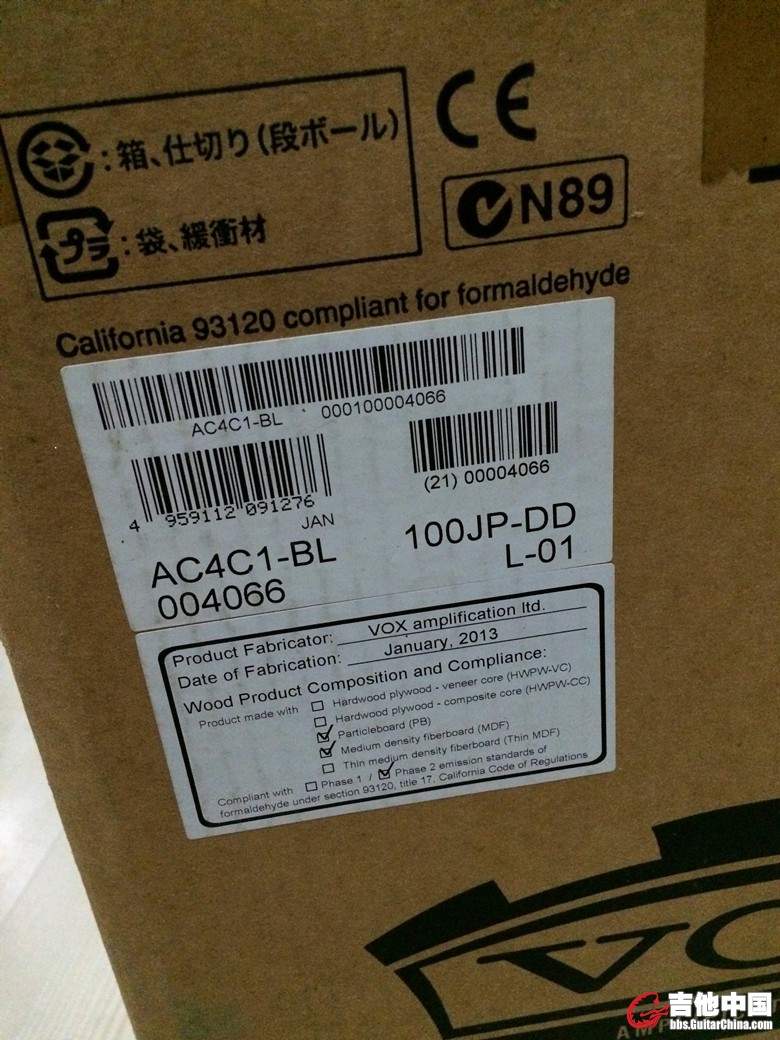 :箱、仕切り(段ボール)
プラ:袋、緩衝材
CE
N89
California 93120 compliant for formaldehyde
AC4C1-BL 000100004066
4 959112 091276
JAN
(21) 00004066
AC4C1-BL
004066
100JP-DD
L-01
Product Fabricator: VOX amplification ltd.
Date of Fabrication: January, 2013
Wood Product Composition and Compliance:
Product made with Hardwood plywood - veneer core (HWPW-VC)
Hardwood plywood - composite core (HWPW-CC)
Particleboard (PB)
Medium density fiberboard (MDF)
Thin medium density fiberboard (Thin MDF)
Compliant with Phase 1 / Phase 2 emission standards of
formaldehyde under section 93120, title 17, California Code of Regulations
吉他中国
bbs.GuitarChina.com